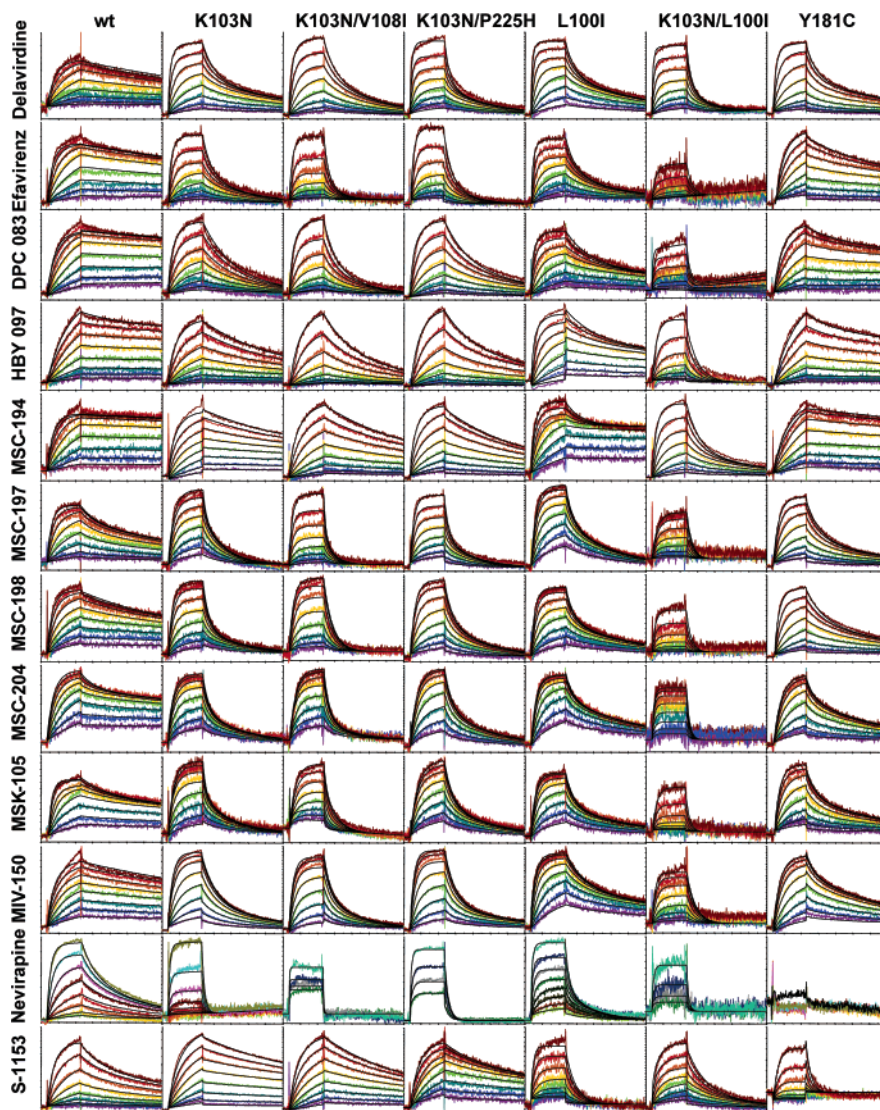 wt K103N K103N/V108I K103N/P225H L100I K103N/L100I Y181C
Delavirdine
Efavirenz
DPC 083
HBY 097
MSC-194
MSC-197
MSC-198
MSC-204
MSK-105
MIV-150
Nevirapine
S-1153